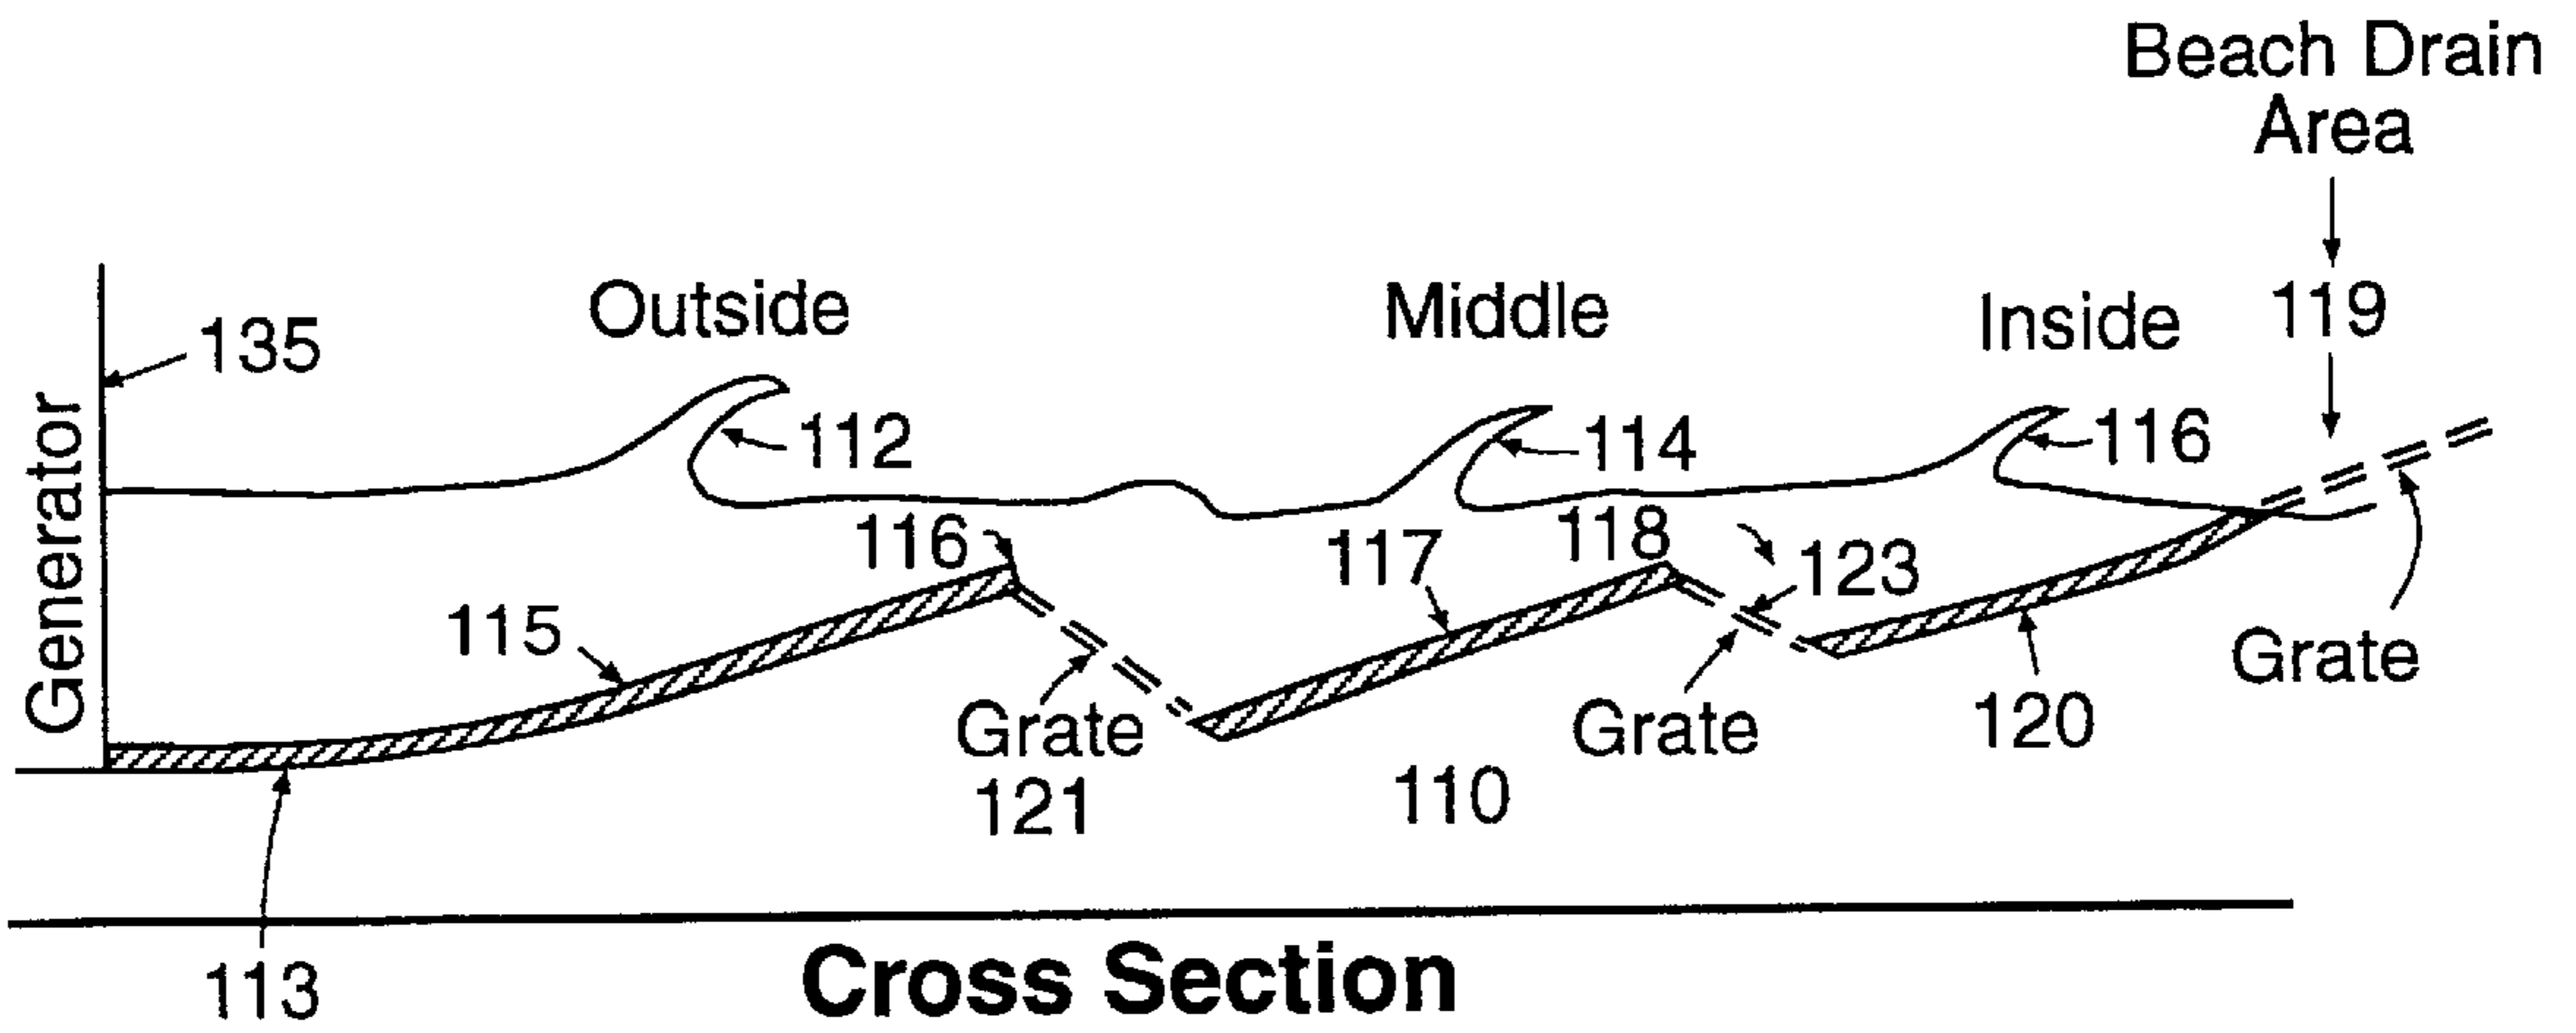 Beach Drain
Area
Outside
Middle
Inside
119
135
Generator
112
114
116
116
117
118
123
115
Grate
121
Grate
110
120
Grate
113
Cross Section